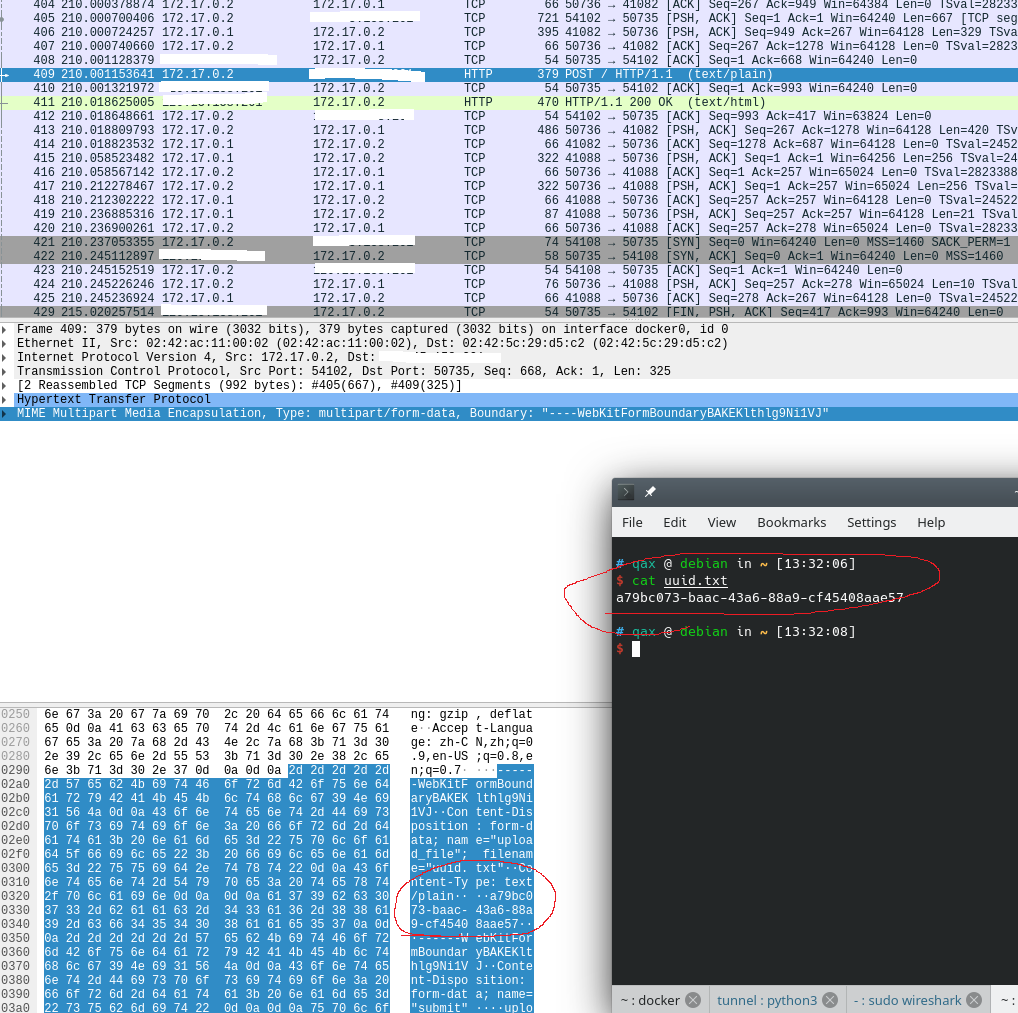 404 210.000378874 172.17.0.2 172.17.0.1 TCP 66 50736 → 41082 [ACK] Seq=267 Ack=949 Win=64384 Len=0 TSval=28233
405 210.000700406 172.17.0.2 TCP 721 54102 → 50735 [PSH, ACK] Seq=1 Ack=1 Win=64240 Len=667 [TCP seg
406 210.000724257 172.17.0.1 172.17.0.2 TCP 395 41082 → 50736 [PSH, ACK] Seq=949 Ack=267 Win=64128 Len=329 TSva
407 210.000740660 172.17.0.2 172.17.0.1 TCP 66 50736 → 41082 [ACK] Seq=267 Ack=1278 Win=64128 Len=0 TSval=2823
408 210.001128379 172.17.0.2 TCP 54 50735 → 54102 [ACK] Seq=1 Ack=668 Win=64240 Len=0
409 210.001153641 172.17.0.2 HTTP 379 POST / HTTP/1.1 (text/plain)
410 210.001321972 172.17.0.2 TCP 54 50735 → 54102 [ACK] Seq=1 Ack=993 Win=64240 Len=0
411 210.018625005 172.17.0.2 HTTP 470 HTTP/1.1 200 OK (text/html)
412 210.018648661 172.17.0.2 TCP 54 54102 → 50735 [ACK] Seq=993 Ack=417 Win=63824 Len=0
413 210.018809793 172.17.0.2 172.17.0.1 TCP 486 50736 → 41082 [PSH, ACK] Seq=267 Ack=1278 Win=64128 Len=420 TSv
414 210.018823532 172.17.0.1 172.17.0.2 TCP 66 41082 → 50736 [ACK] Seq=1278 Ack=687 Win=64128 Len=0 TSval=2452
415 210.058523482 172.17.0.1 172.17.0.2 TCP 322 41088 → 50736 [PSH, ACK] Seq=1 Ack=1 Win=64256 Len=256 TSval=24
416 210.058567142 172.17.0.2 172.17.0.1 TCP 66 50736 → 41088 [ACK] Seq=1 Ack=257 Win=65024 Len=0 TSval=2823388
417 210.212278467 172.17.0.2 172.17.0.1 TCP 322 50736 → 41088 [PSH, ACK] Seq=1 Ack=257 Win=65024 Len=256 TSval=
418 210.212302222 172.17.0.1 172.17.0.2 TCP 66 41088 → 50736 [ACK] Seq=257 Ack=257 Win=64128 Len=0 TSval=24522
419 210.236885316 172.17.0.1 172.17.0.2 TCP 87 41088 → 50736 [PSH, ACK] Seq=257 Ack=257 Win=64128 Len=21 TSval
420 210.236900261 172.17.0.2 172.17.0.1 TCP 66 50736 → 41088 [ACK] Seq=257 Ack=278 Win=65024 Len=0 TSval=28233
421 210.237053355 172.17.0.2 TCP 74 54108 → 50735 [SYN] Seq=0 Win=64240 Len=0 MSS=1460 SACK_PERM=1
422 210.245112897 172.17.0.2 TCP 58 50735 → 54108 [SYN, ACK] Seq=0 Ack=1 Win=64240 Len=0 MSS=1460
423 210.245152519 172.17.0.2 TCP 54 54108 → 50735 [ACK] Seq=1 Ack=1 Win=64240 Len=0
424 210.245226246 172.17.0.2 172.17.0.1 TCP 76 50736 → 41088 [PSH, ACK] Seq=257 Ack=278 Win=65024 Len=10 TSval
425 210.245236924 172.17.0.1 172.17.0.2 TCP 66 41088 → 50736 [ACK] Seq=278 Ack=267 Win=64128 Len=0 TSval=24522
429 215.020257514 172.17.0.2 TCP 54 50735 → 54102 [FIN, PSH, ACK] Seq=417 Ack=993 Win=64240 Len=0
Frame 409: 379 bytes on wire (3032 bits), 379 bytes captured (3032 bits) on interface docker0, id 0
Ethernet II, Src: 02:42:ac:11:00:02 (02:42:ac:11:00:02), Dst: 02:42:5c:29:d5:c2 (02:42:5c:29:d5:c2)
Internet Protocol Version 4, Src: 172.17.0.2, Dst:
Transmission Control Protocol, Src Port: 54102, Dst Port: 50735, Seq: 668, Ack: 1, Len: 325
[2 Reassembled TCP Segments (992 bytes): #405(667), #409(325)]
Hypertext Transfer Protocol
MIME Multipart Media Encapsulation, Type: multipart/form-data, Boundary: "----WebKitFormBoundaryBAKEKlthlg9Ni1VJ"
File Edit View Bookmarks Settings Help
# qax @ debian in ~ [13:32:06]
$ cat uuid.txt
a79bc073-baac-43a6-88a9-cf45408aae57
# qax @ debian in ~ [13:32:08]
$
0250 6e 67 3a 20 67 7a 69 70 2c 20 64 65 66 6c 61 74 ng: gzip , deflat
0260 65 0d 0a 41 63 63 65 70 74 2d 4c 61 6e 67 75 61 e··Accep t-Langua
0270 67 65 3a 20 7a 68 2d 43 4e 2c 7a 68 3b 71 3d 30 ge: zh-C N,zh;q=0
0280 2e 39 2c 65 6e 2d 55 53 3b 71 3d 30 2e 38 2c 65 .9,en-US ;q=0.8,e
0290 6e 3b 71 3d 30 2e 37 0d 0a 0d 0a 2d 2d 2d 2d 2d n;q=0.7· ···-----
02a0 2d 57 65 62 4b 69 74 46 6f 72 6d 42 6f 75 6e 64 -WebKitF ormBound
02b0 61 72 79 42 41 4b 45 4b 6c 74 68 6c 67 39 4e 69 aryBAKEK lthlg9Ni
02c0 31 56 4a 0d 0a 43 6f 6e 74 65 6e 74 2d 44 69 73 1VJ··Con tent-Dis
02d0 70 6f 73 69 74 69 6f 6e 3a 20 66 6f 72 6d 2d 64 position : form-d
02e0 61 74 61 3b 20 6e 61 6d 65 3d 22 75 70 6c 6f 61 ata; nam e="uploa
02f0 64 5f 66 69 6c 65 22 3b 20 66 69 6c 65 6e 61 6d d_file"; filenam
0300 65 3d 22 75 75 69 64 2e 74 78 74 22 0d 0a 43 6f e="uuid. txt"··Co
0310 6e 74 65 6e 74 2d 54 79 70 65 3a 20 74 65 78 74 ntent-Ty pe: text
0320 2f 70 6c 61 69 6e 0d 0a 0d 0a 61 37 39 62 63 30 /plain·· ··a79bc0
0330 37 33 2d 62 61 61 63 2d 34 33 61 36 2d 38 38 61 73-baac- 43a6-88a
0340 39 2d 63 66 34 35 34 30 38 61 61 65 35 37 0a 0d 9-cf4540 8aae57··
0350 0a 2d 2d 2d 2d 2d 2d 57 65 62 4b 69 74 46 6f 72 ·------W ebKitFor
0360 6d 42 6f 75 6e 64 61 72 79 42 41 4b 45 4b 6c 74 mBoundar yBAKEKlt
0370 68 6c 67 39 4e 69 31 56 4a 0d 0a 43 6f 6e 74 65 hlg9Ni1V J··Conte
0380 6e 74 2d 44 69 73 70 6f 73 69 74 69 6f 6e 3a 20 nt-Dispo sition:
0390 66 6f 72 6d 2d 64 61 74 61 3b 20 6e 61 6d 65 3d form-dat a; name=
03a0 22 73 75 62 6d 69 74 22 0d 0a 0d 0a 75 70 6c 6f "submit" ····uplo
~ : docker tunnel : python3 - : sudo wireshark ~ :